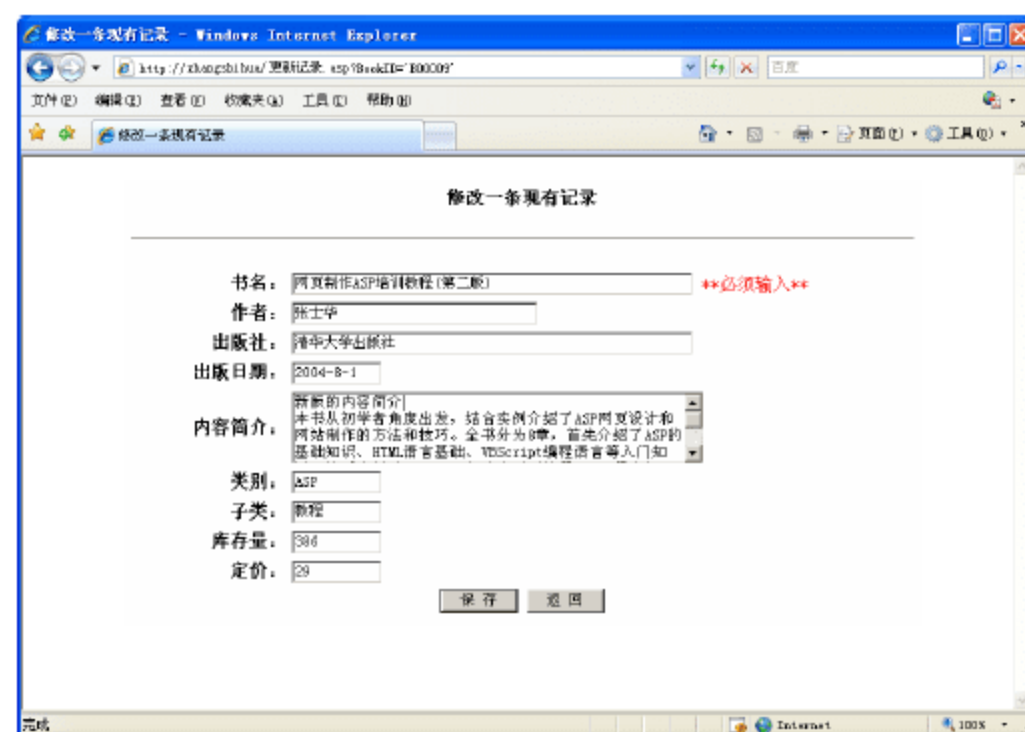 修改一条现有记录 - Windows Internet Explorer
http://zhangshihua/更新记录.asp?BookID='B00009' 百度
文件(F) 编辑(E) 查看(V) 收藏夹(A) 工具(T) 帮助(H)
修改一条现有记录 页面(P) 工具(O)
修改一条现有记录
书名: 网页制作ASP培训教程(第二版) **必须输入**
作者: 张士华
出版社: 清华大学出版社
出版日期: 2004-8-1
内容简介: 新版的内容简介
本书从初学者角度出发,结合实例介绍了ASP网页设计和
网站制作的方法和技巧。全书分为8章,首先介绍了ASP的
基础知识、HTML语言基础、VBScript编程语言等入门知
类别: ASP
子类: 教程
库存量: 386
定价: 29
保 存 返 回
完成 Internet 100%